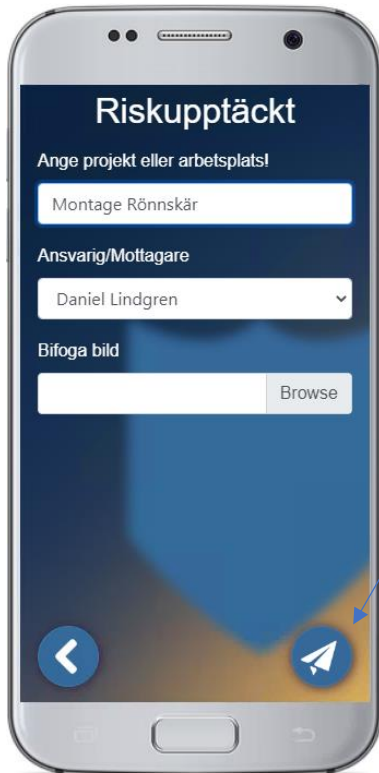 Riskupptäckt
Ange projekt eller arbetsplats!
Montage Rönnskär
Ansvarig/Mottagare
Daniel Lindgren
Bifoga bild
Browse